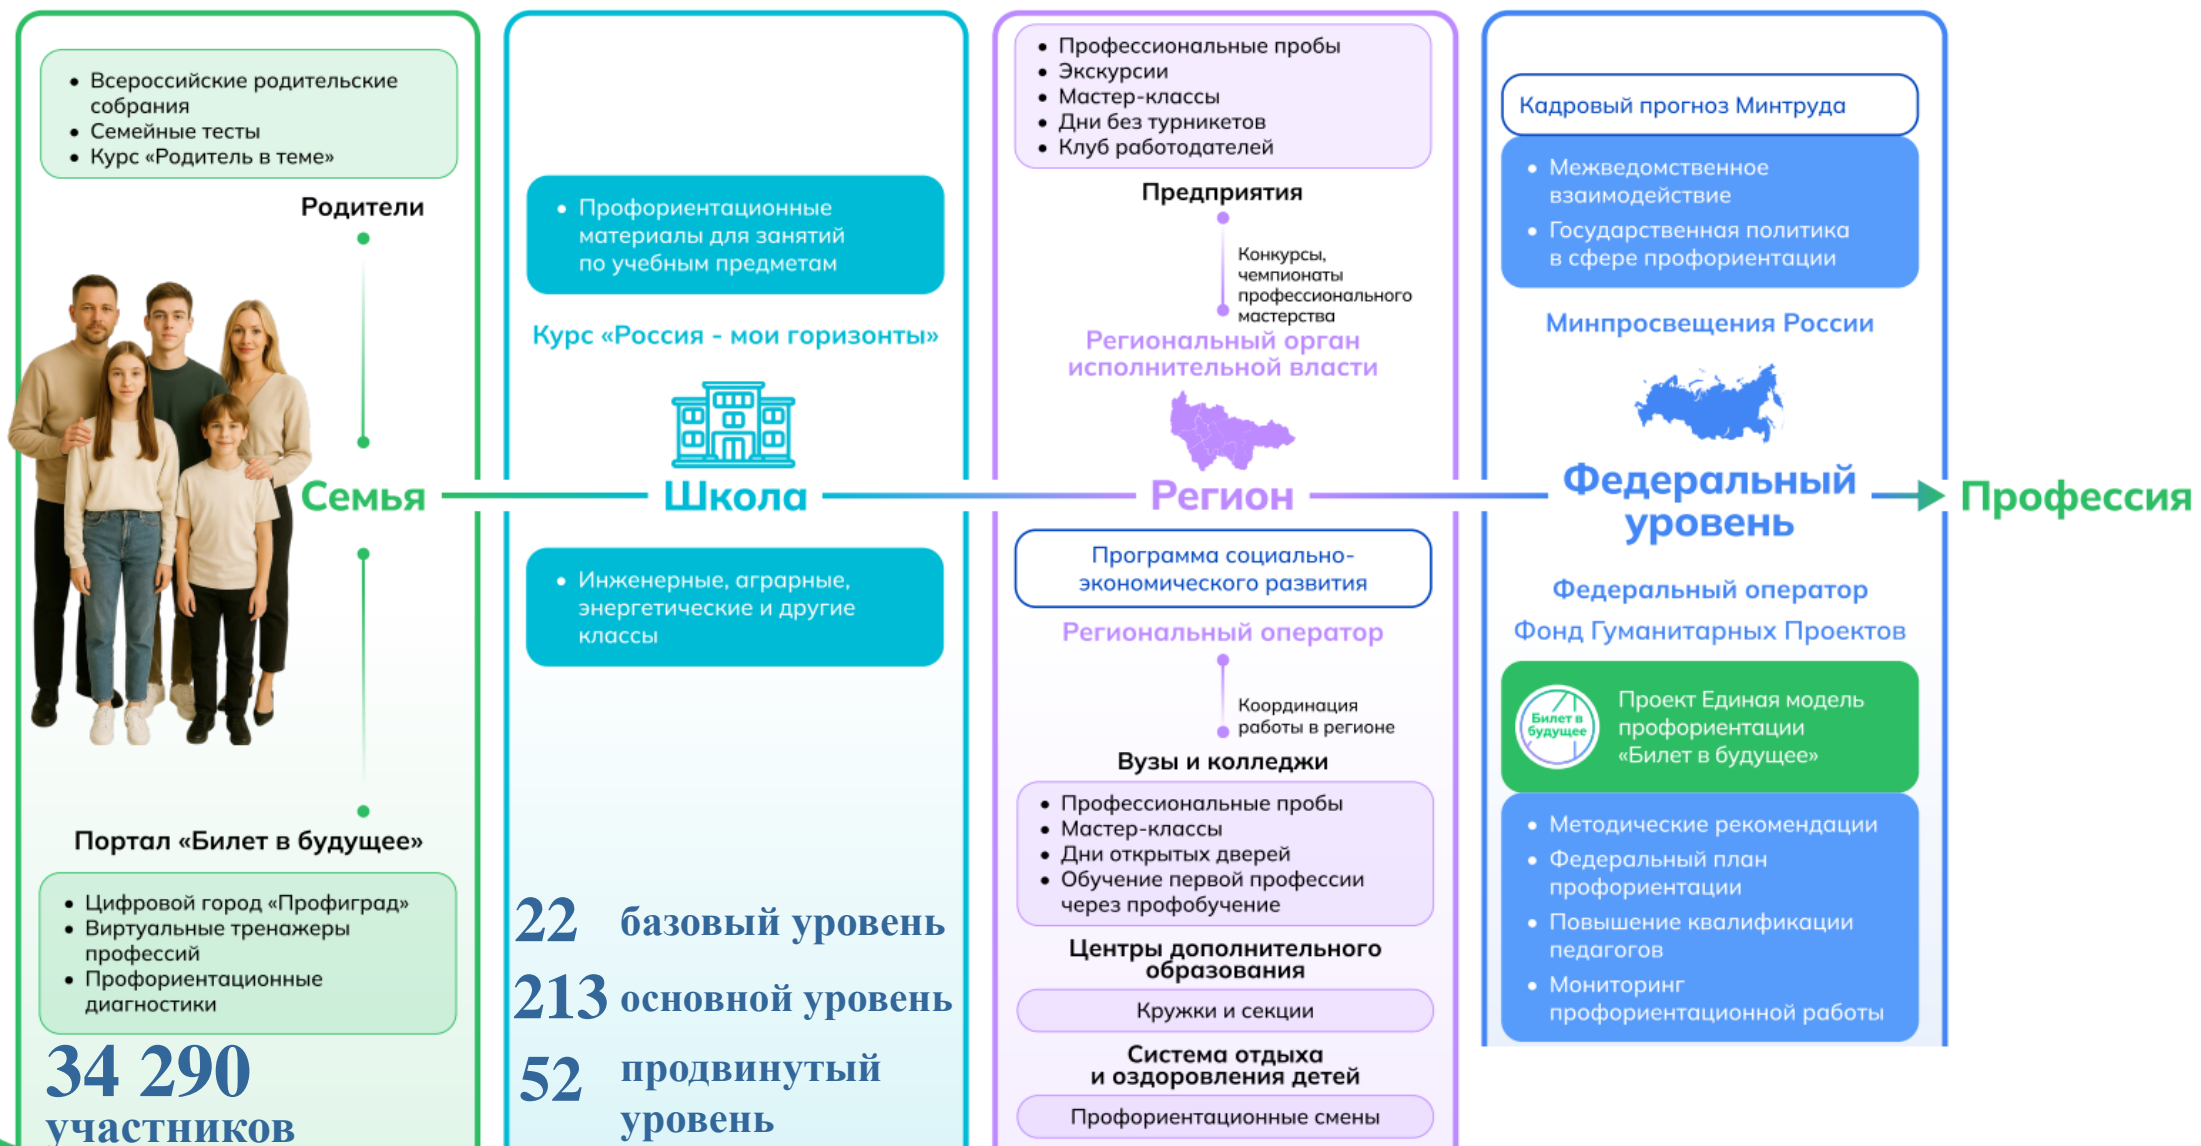 Всероссийские родительские
собрания
Семейные тесты
Курс «Родитель в теме»
Родители
Семья
Портал «Билет в будущее»
Цифровой город «Профиград»
Виртуальные тренажеры
профессий
Профориентационные
диагностики
34 290
участников
Профориентационные
материалы для занятий
по учебным предметам
Курс «Россия - мои горизонты»
Школа
Инженерные, аграрные,
энергетические и другие
классы
22 базовый уровень
213 основной уровень
52 продвинутый
уровень
Профессиональные пробы
Экскурсии
Мастер-классы
Дни без турникетов
Клуб работодателей
Предприятия
Конкурсы,
чемпионаты
профессионального
мастерства
Региональный орган
исполнительной власти
Регион
Программа социально-
экономического развития
Региональный оператор
Координация
работы в регионе
Вузы и колледжи
Профессиональные пробы
Мастер-классы
Дни открытых дверей
Обучение первой профессии
через профобучение
Центры дополнительного
образования
Кружки и секции
Система отдыха
и оздоровления детей
Профориентационные смены
Кадровый прогноз Минтруда
Межведомственное
взаимодействие
Государственная политика
в сфере профориентации
Минпросвещения России
Федеральный
уровень
Федеральный оператор
Фонд Гуманитарных Проектов
Билет в
будущее
Проект Единая модель
профориентации
«Билет в будущее»
Методические рекомендации
Федеральный план
профориентации
Повышение квалификации
педагогов
Мониторинг
профориентационной работы
Профессия